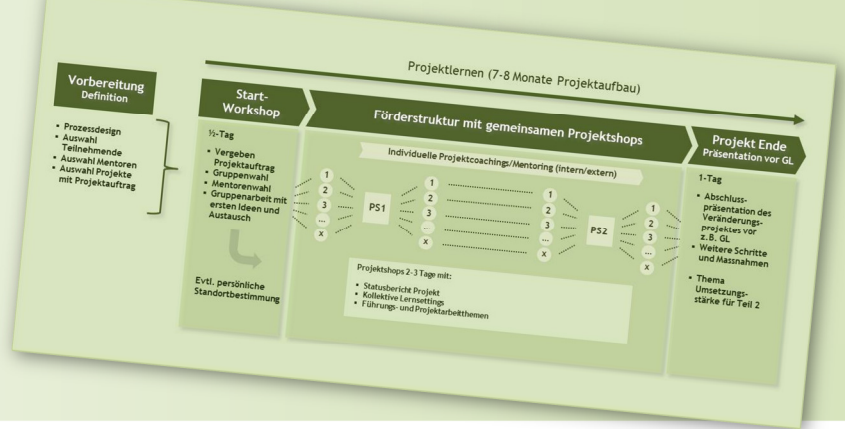 Projektlernen (7-8 Monate Projektaufbau)
Vorbereitung
Definition
▪ Prozessdesign
▪ Auswahl
Teilnehmende
▪ Auswahl Mentoren
▪ Auswahl Projekte
mit Projektauftrag
Start-
Workshop
½-Tag
▪ Vergeben
Projektauftrag
▪ Gruppenwahl
▪ Mentorenwahl
▪ Gruppenarbeit mit
ersten Ideen und
Austausch
Evtl. persönliche
Standortbestimmung
Förderstruktur mit gemeinsamen Projektshops
Individuelle Projektcoachings/Mentoring (intern/extern)
1
2
3
...
x
PS1
1
2
3
...
x
1
2
3
...
x
PS2
1
2
3
...
x
Projektshops 2-3 Tage mit:
▪ Statusbericht Projekt
▪ Kollektive Lernsettings
▪ Führungs- und Projektarbeitthemen
Projekt Ende
Präsentation vor GL
1-Tag
▪ Abschluss-
präsentation des
Veränderungs-
projektes vor
z.B. GL
▪ Weitere Schritte
und Massnahmen
▪ Thema
Umsetzungs-
stärke für Teil 2